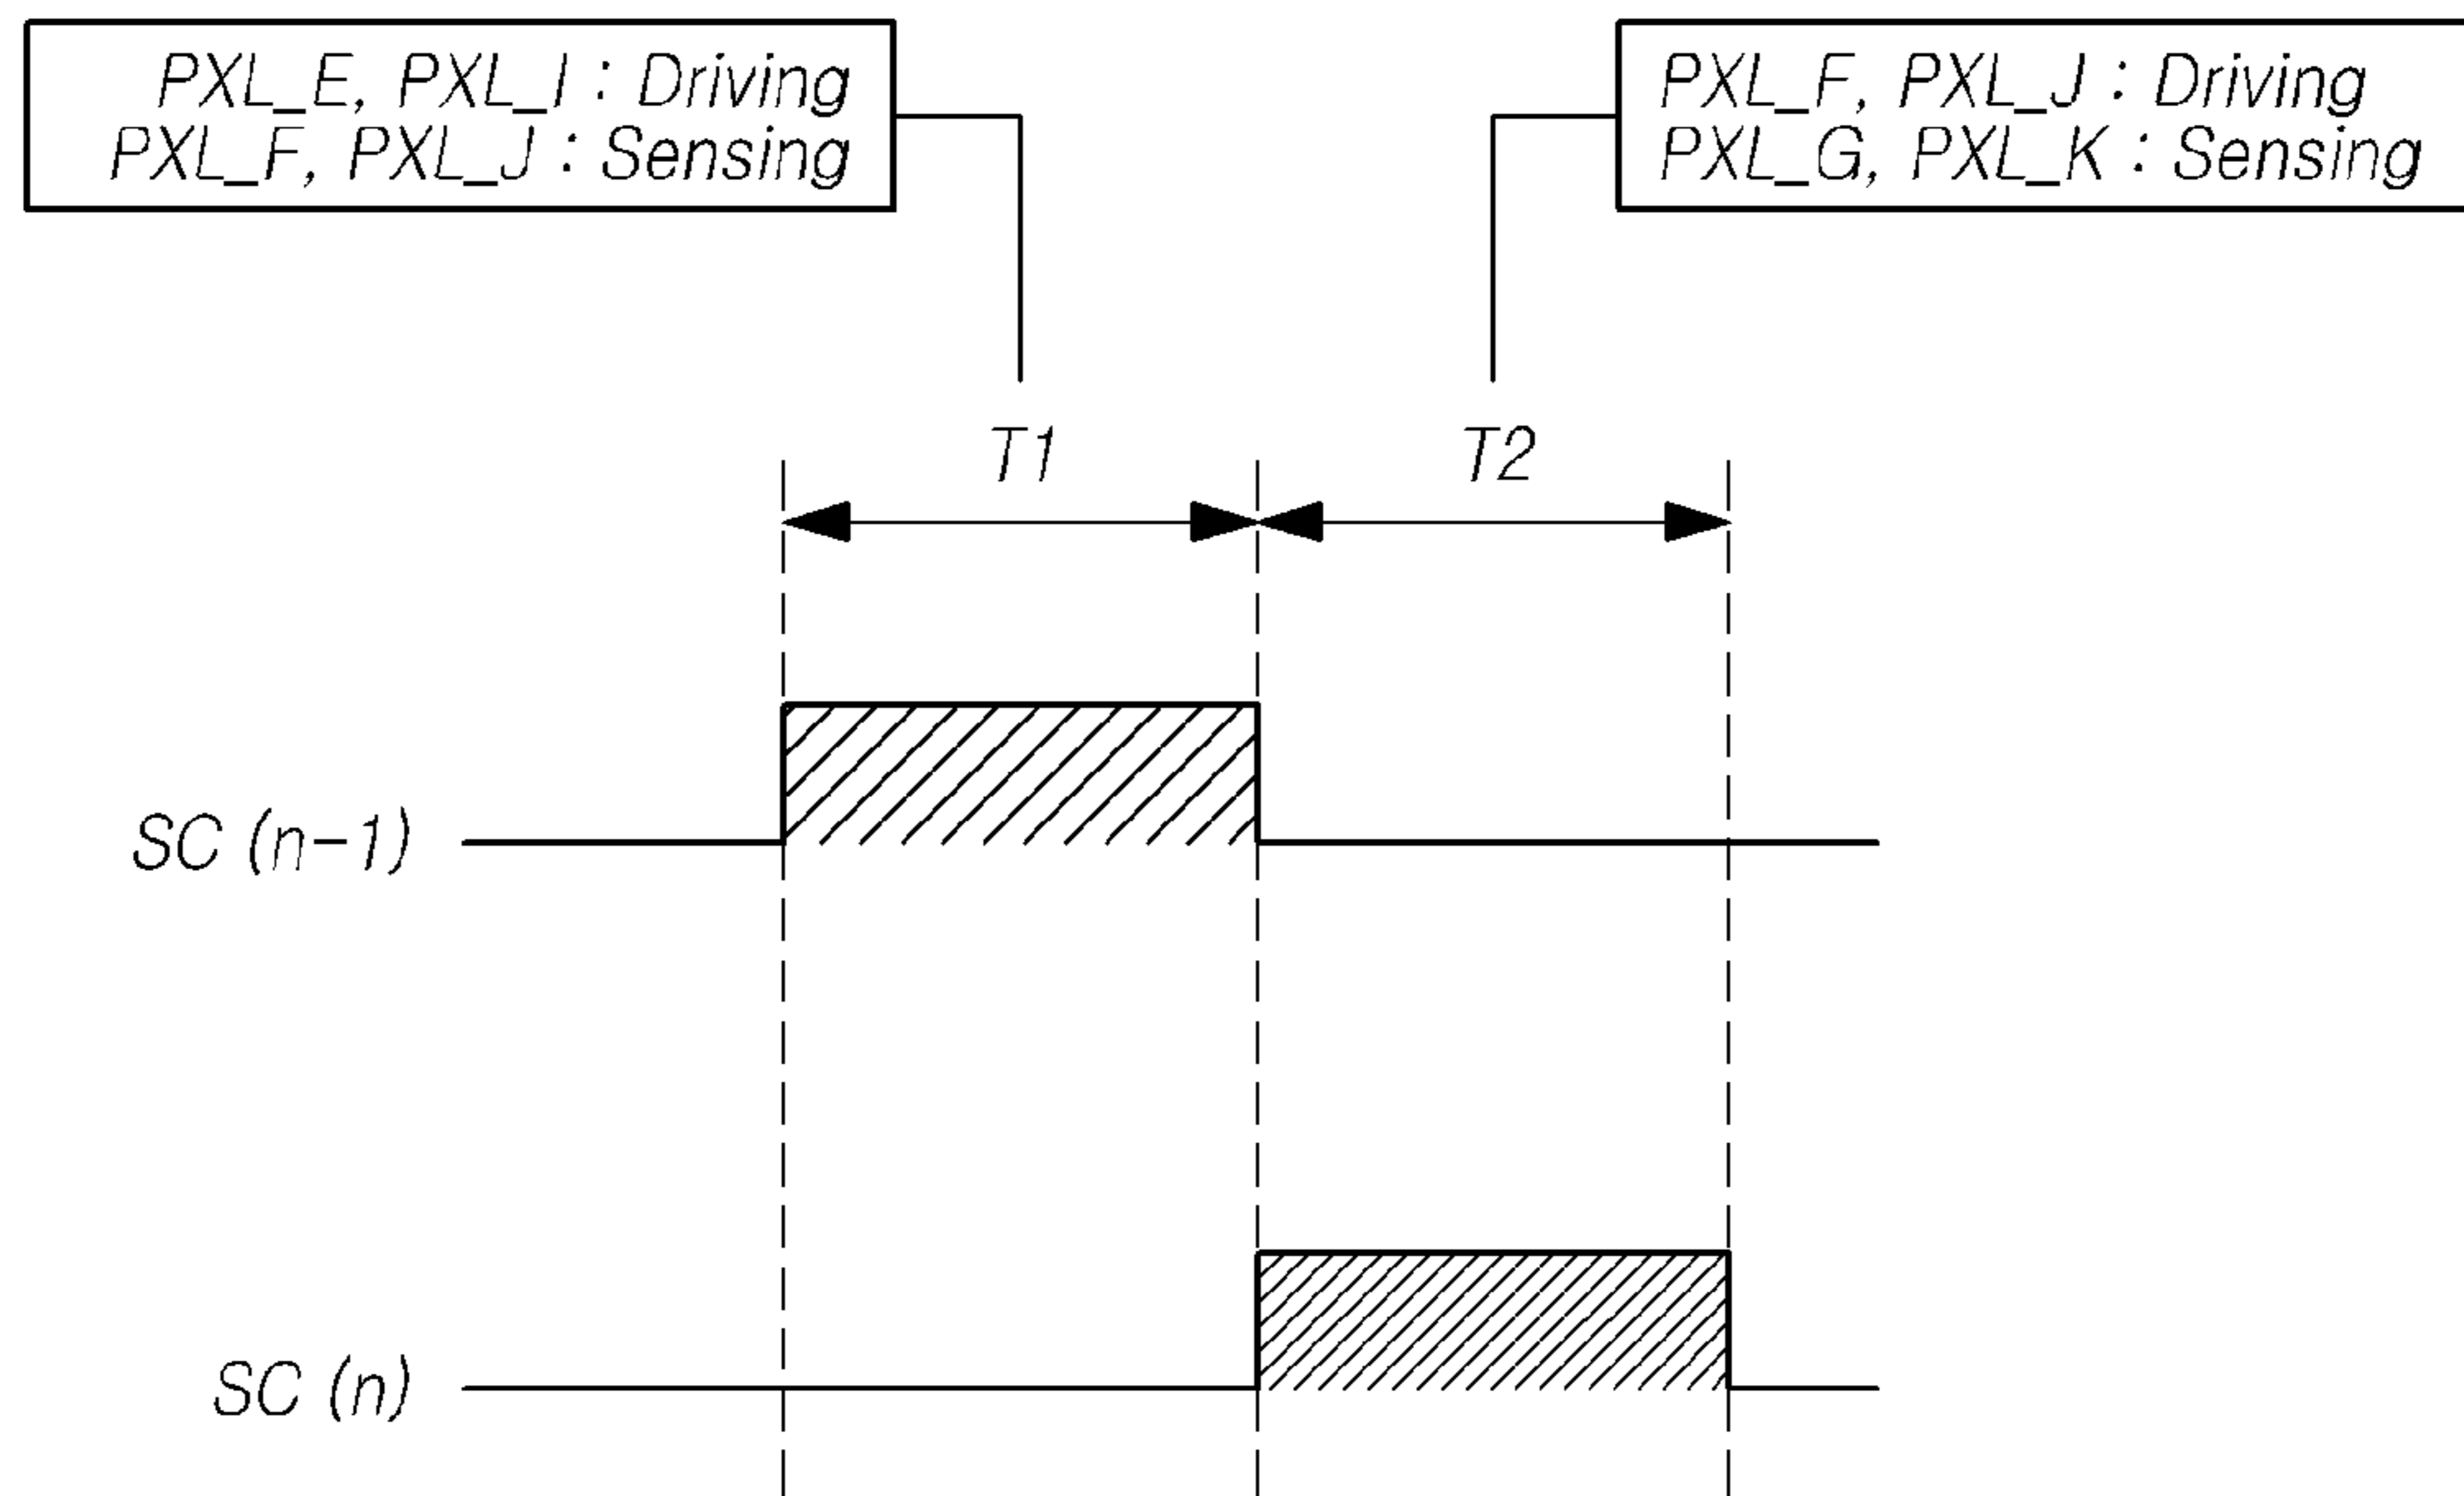 PXL_E, PXL_I : Driving
PXL_F, PXL_J : Sensing
PXL_F, PXL_J : Driving
PXL_G, PXL_K : Sensing
T1
T2
SC (n-1)
SC (n)